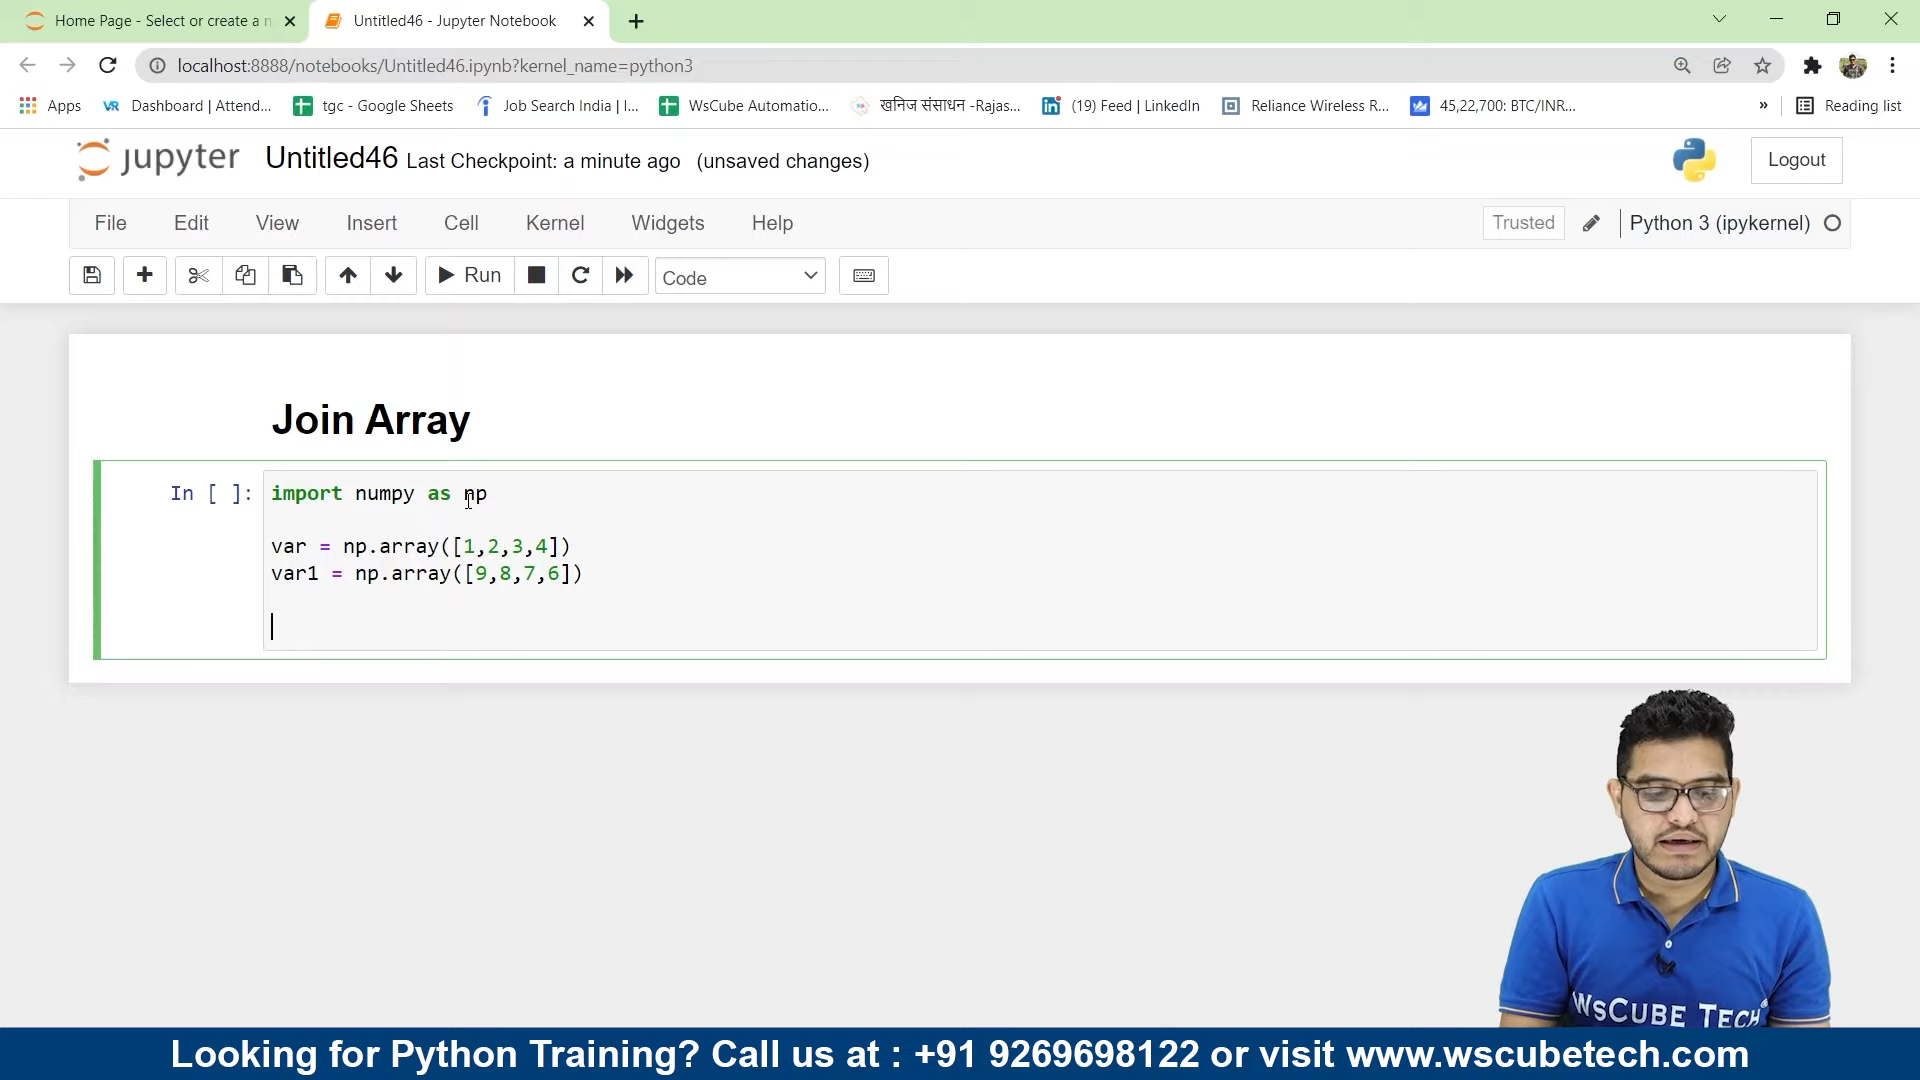 Home Page - Select or create a n
Untitled46 - Jupyter Notebook
localhost:8888/notebooks/Untitled46.ipynb?kernel_name=python3
Apps
VR Dashboard | Attend...
tgc - Google Sheets
Job Search India | I...
WsCube Automatio...
खनिज संसाधन -Rajas...
in (19) Feed | LinkedIn
Reliance Wireless R...
45,22,700: BTC/INR...
»
Reading list
jupyter Untitled46 Last Checkpoint: a minute ago (unsaved changes)
Logout
File Edit View Insert Cell Kernel Widgets Help
Trusted
Python 3 (ipykernel)
Run
Code
Join Array
In [ ]: import numpy as np
var = np.array([1,2,3,4])
var1 = np.array([9,8,7,6])
WsCUBE TECH
Looking for Python Training? Call us at : +91 9269698122 or visit www.wscubetech.com